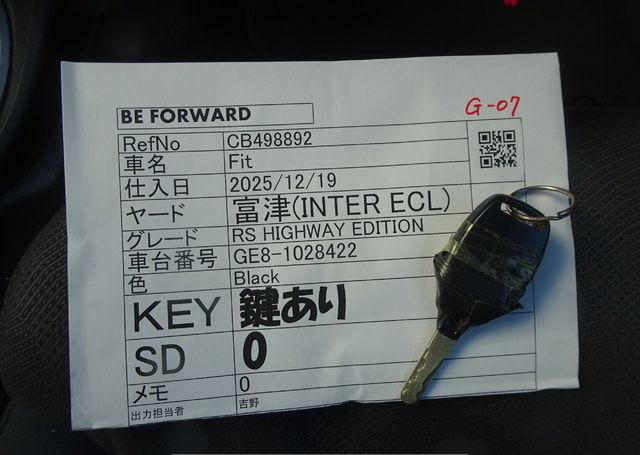 G-07
BE FORWARD
RefNo CB498892
車名 Fit
仕入日 2025/12/19
ヤード 富津(INTER ECL)
グレード RS HIGHWAY EDITION
車台番号 GE8-1028422
色 Black
KEY 鍵あり
SD 0
メモ 0
出力担当者 吉野